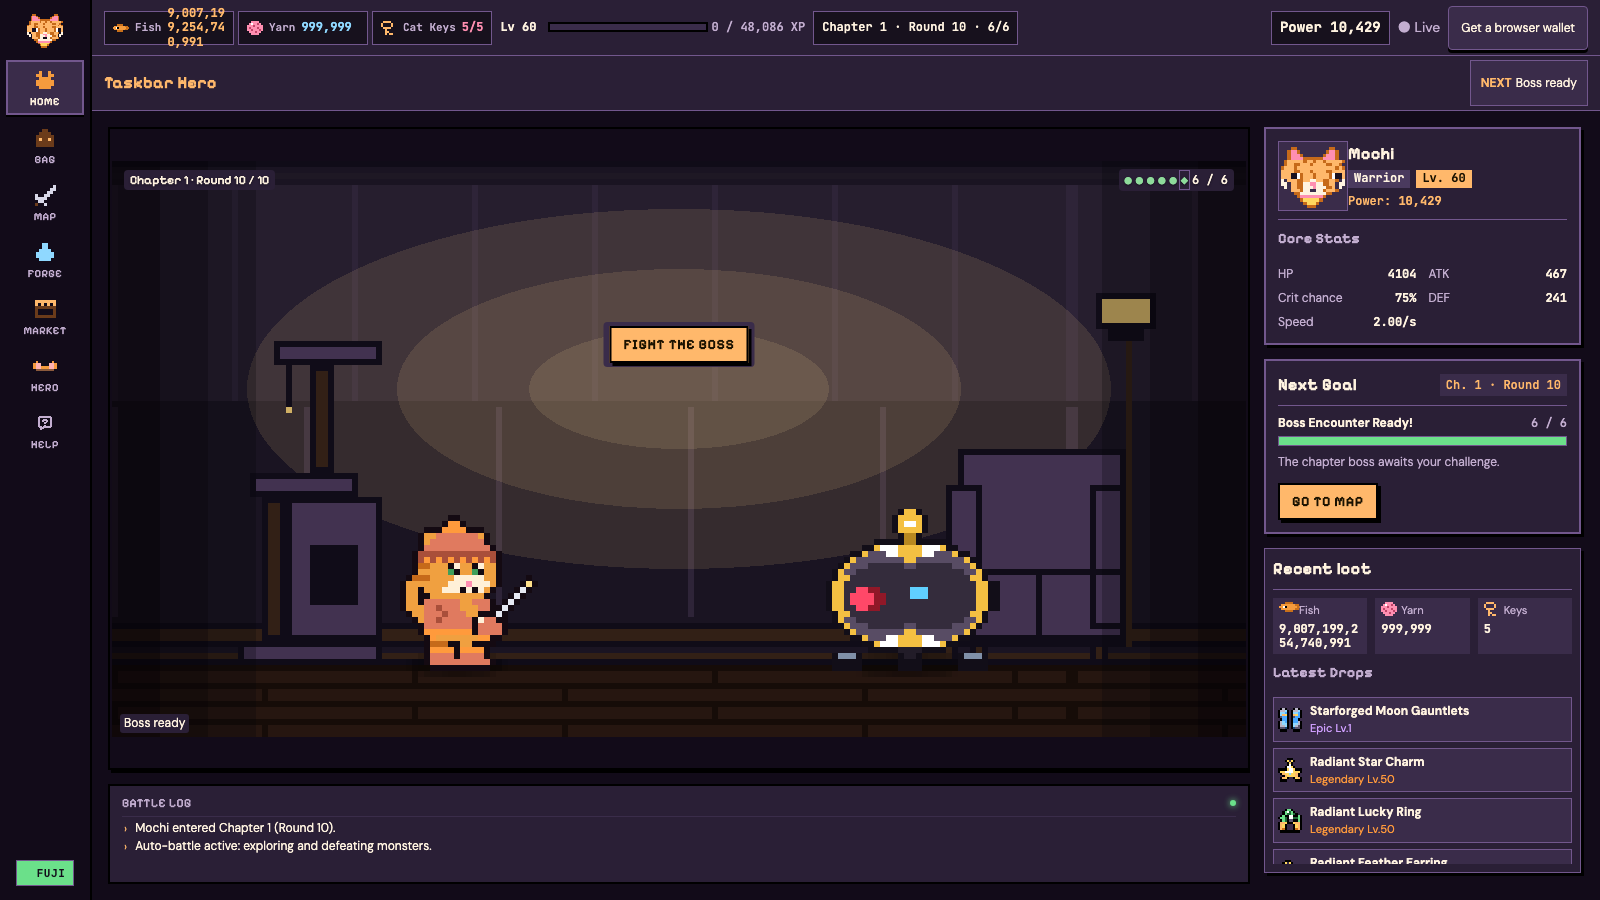 Fish 9,007,19
9,254,74
0,991
Yarn 999,999
Cat Keys 5/5
Lv 60
0 / 48,086 XP
Chapter 1 · Round 10 · 6/6
Power 10,429
Live
Get a browser wallet
HOME
BAG
MAP
FORGE
MARKET
HERO
HELP
FUJI
Taskbar Hero
NEXT Boss ready
Chapter 1 · Round 10 / 10
6 / 6
FIGHT THE BOSS
Boss ready
BATTLE LOG
› Mochi entered Chapter 1 (Round 10).
› Auto-battle active: exploring and defeating monsters.
Mochi
Warrior Lv. 60
Power: 10,429
Core Stats
HP 4104 ATK 467
Crit chance 75% DEF 241
Speed 2.00/s
Next Goal Ch. 1 · Round 10
Boss Encounter Ready! 6 / 6
The chapter boss awaits your challenge.
GO TO MAP
Recent loot
Fish
9,007,199,2
54,740,991
Yarn
999,999
Keys
5
Latest Drops
Starforged Moon Gauntlets
Epic Lv.1
Radiant Star Charm
Legendary Lv.50
Radiant Lucky Ring
Legendary Lv.50
Radiant Feather Earring